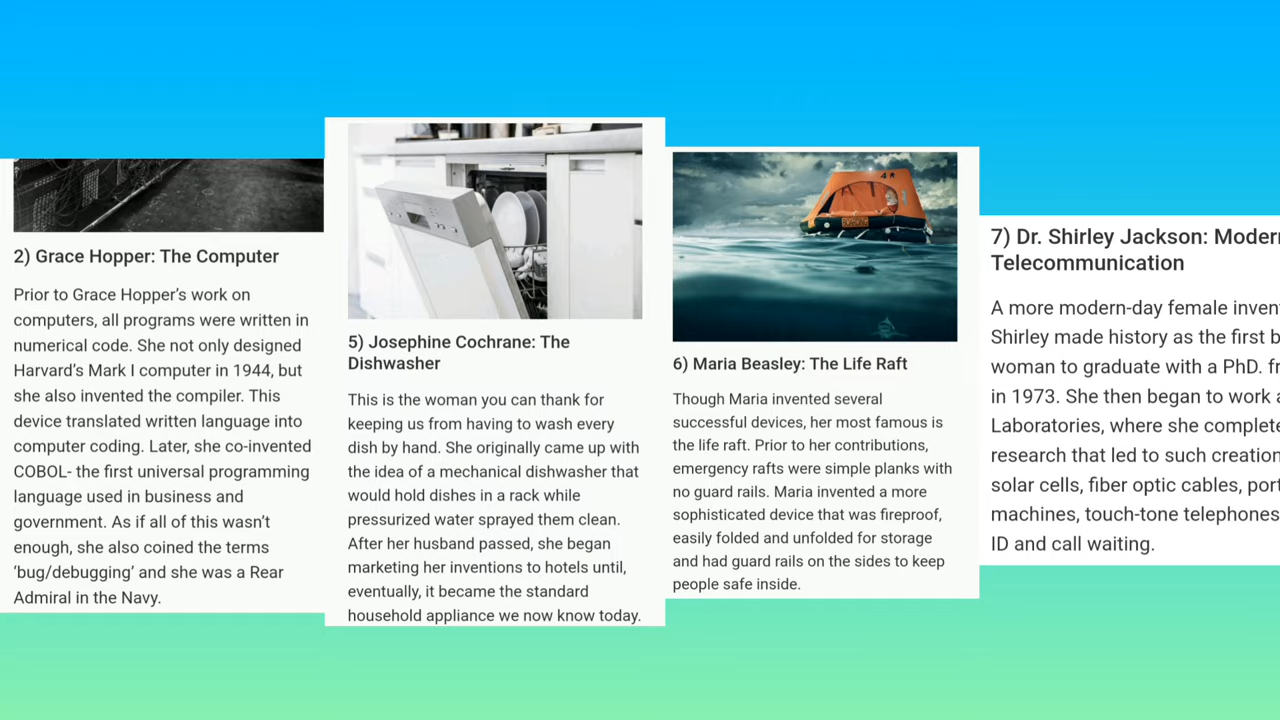 2) Grace Hopper: The Computer
Prior to Grace Hopper’s work on
computers, all programs were written in
numerical code. She not only designed
Harvard’s Mark I computer in 1944, but
she also invented the compiler. This
device translated written language into
computer coding. Later, she co-invented
COBOL- the first universal programming
language used in business and
government. As if all of this wasn’t
enough, she also coined the terms
‘bug/debugging’ and she was a Rear
Admiral in the Navy.
5) Josephine Cochrane: The
Dishwasher
This is the woman you can thank for
keeping us from having to wash every
dish by hand. She originally came up with
the idea of a mechanical dishwasher that
would hold dishes in a rack while
pressurized water sprayed them clean.
After her husband passed, she began
marketing her inventions to hotels until,
eventually, it became the standard
household appliance we now know today.
6) Maria Beasley: The Life Raft
Though Maria invented several
successful devices, her most famous is
the life raft. Prior to her contributions,
emergency rafts were simple planks with
no guard rails. Maria invented a more
sophisticated device that was fireproof,
easily folded and unfolded for storage
and had guard rails on the sides to keep
people safe inside.
7) Dr. Shirley Jackson:
Telecommunication
A more modern-day female
Shirley made history as the first
woman to graduate with a PhD.
in 1973. She then began to work
Laboratories, where she
research that led to such
solar cells, fiber optic cables,
machines, touch-tone telephones
ID and call waiting.